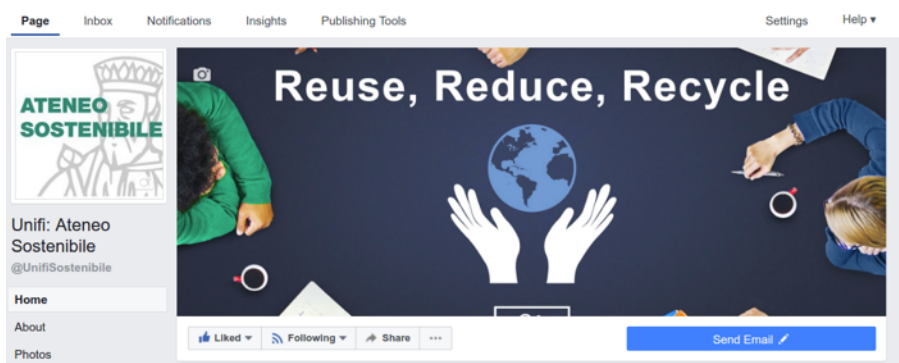 Page Inbox Notifications Insights Publishing Tools Settings Help
ATENEO
SOSTENIBILE
Reuse, Reduce, Recycle
Unifi: Ateneo
Sostenibile
@UnifiSostenibile
Home
About
Photos
Liked Following Share ...
Send Email